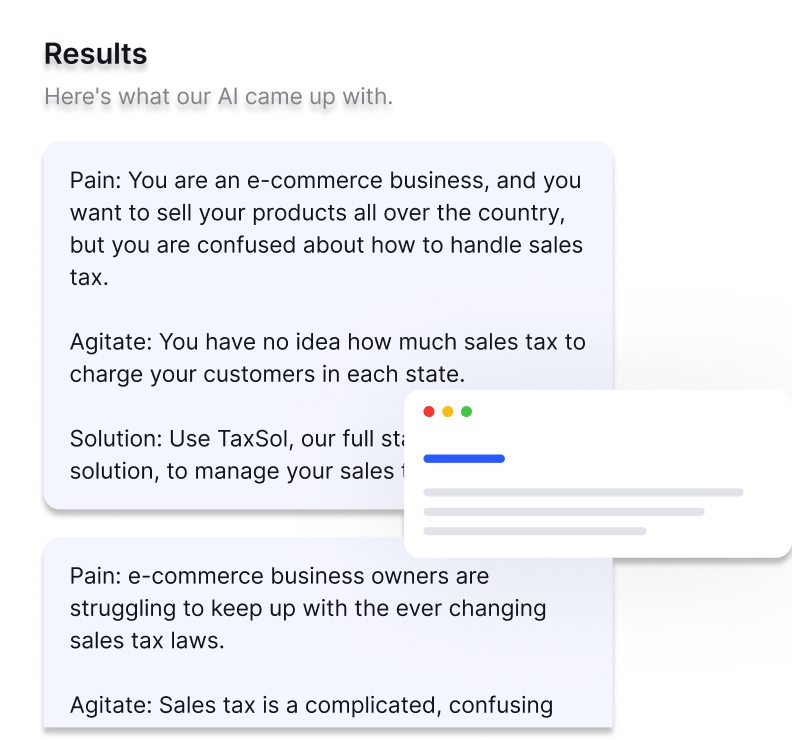 Results
Here's what our AI came up with.
Pain: You are an e-commerce business, and you
want to sell your products all over the country,
but you are confused about how to handle sales
tax.
Agitate: You have no idea how much sales tax to
charge your customers in each state.
Solution: Use TaxSol, our full
solution, to manage your sales
Pain: e-commerce business owners are
struggling to keep up with the ever changing
sales tax laws.
Agitate: Sales tax is a complicated, confusing